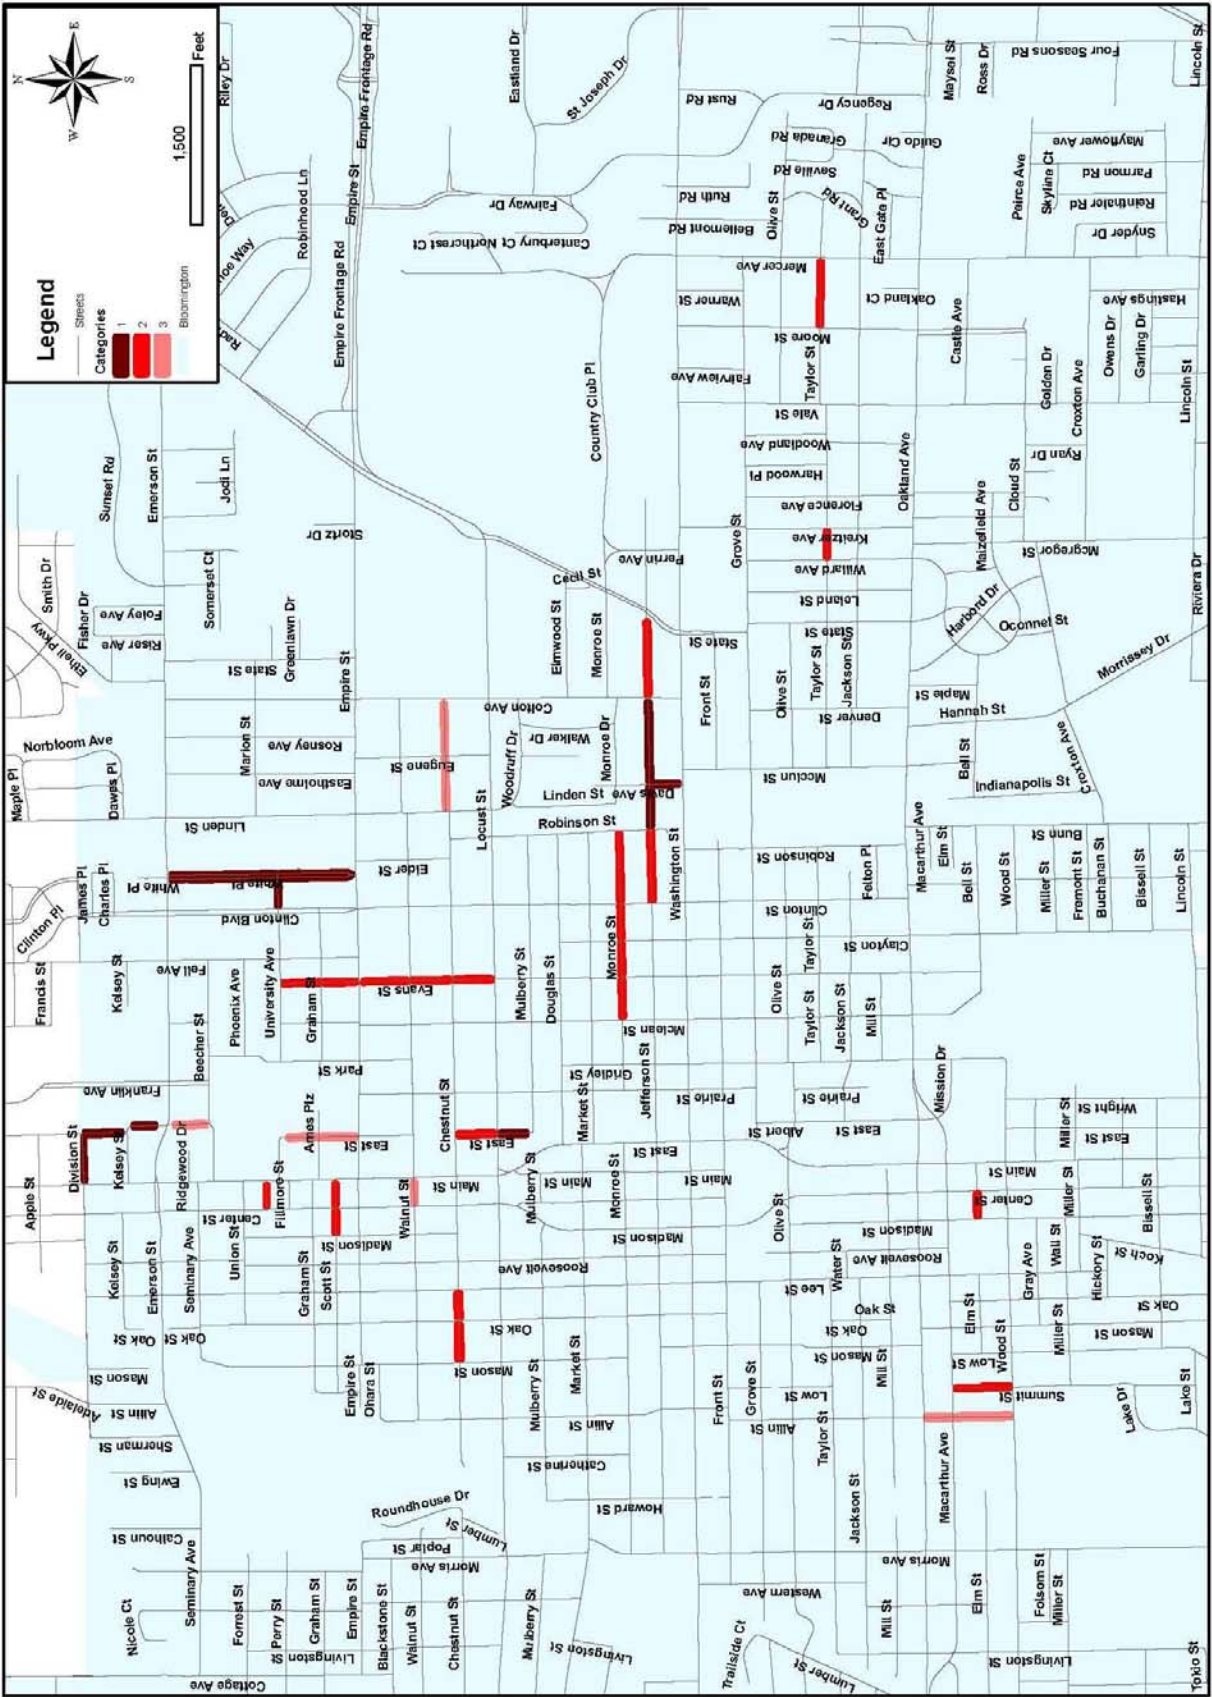 Legend
Streets
Categories
1
2
3
Bloomington
N
E
S
W
1,500
Feet
Riley Dr
Robinhood Ln
Empire Frontage Rd
Empire St
Empire Frontage Rd
Empire Frontage Rd
Eastland Dr
St Joseph Dr
Fairway Dr
Canterbury Ct
Northcrest Ct
Country Club Pl
Rust Rd
Ruth Rd
Bellemont Rd
Regency Dr
Granada Rd
Guido Cir
Seville Rd
Grant Rd
East Gate Pl
Olive St
Mercer Ave
Warner St
Moore St
Oakland Ct
Fairview Ave
Taylor St
Vale St
Woodland Ave
Harwood Pl
Florence Ave
Kreitzer Ave
Willard Ave
Leland St
State St
Grove St
Oakland Ave
Castle Ave
Maysel St
Ross Dr
Four Seasons Rd
Lincoln St
Mayflower Ave
Parmon Rd
Reinthaler Rd
Snyder Dr
Peirce Ave
Skyline Ct
Hastings Ave
Owens Dr
Garling Dr
Golden Dr
Croxton Ave
Lincoln St
Ryan Dr
Cloud St
Maizefield Ave
Mcgregor St
Harbord Dr
Oconnel St
Morrissey Dr
Riviera Dr
Sunset Rd
Emerson St
Jodi Ln
Stortz Dr
Somerset Ct
Smith Dr
Ethell Pkwy
Fisher Dr
Foley Ave
Riser Ave
State St
Greenlawn Dr
Empire St
Cecil St
Perrin Ave
Elmwood St
Monroe St
State St
Front St
Olive St
Taylor St
Jackson St
Denver St
Maple St
Hannah St
Bell St
Indianapolis St
Croxton Ave
Norbloom Ave
Maple Pl
Dawes Pl
Marion St
Rosney Ave
Eastholme Ave
Linden St
Eugene St
Colton Ave
Walker Dr
Woodruff Dr
Monroe Dr
Linden St
Davis Ave
Mcclun St
Locust St
Robinson St
Elder St
White Pl
White Pl
Clinton Blvd
James Pl
Charles Pl
Clinton Pl
Washington St
Robinson St
Felton Pl
Clinton St
Macarthur Ave
Elm St
Bell St
Wood St
Bunn St
Miller St
Fremont St
Buchanan St
Bissell St
Lincoln St
Francis St
Kelsey St
Fell Ave
Phoenix Ave
University Ave
Graham St
Evans St
Mulberry St
Douglas St
Monroe St
Mclean St
Olive St
Taylor St
Clayton St
Taylor St
Jackson St
Mill St
Beecher St
Park St
Franklin Ave
Gridley St
Jefferson St
Market St
Prairie St
Prairie St
Mission Dr
Division St
Kelsey St
Ridgewood Dr
Ames Plz
East St
Chestnut St
East St
East St
Albert St
East St
Miller St
Wright St
East St
Apple St
Fillmore St
Center St
Walnut St
Main St
Mulberry St
Main St
Monroe St
Main St
Main St
Center St
Miller St
Bissell St
Kelsey St
Emerson St
Seminary Ave
Union St
Graham St
Scott St
Madison St
Roosevelt Ave
Madison St
Olive St
Water St
Madison St
Roosevelt Ave
Gray Ave
Wall St
Hickory St
Koch St
Lee St
Oak St
Oak St
Oak St
Oak St
Oak St
Oak St
Elm St
Miller St
Mason St
Mason St
Mason St
Mason St
Mill St
Wood St
Low St
Low St
Summit St
Empire St
Ohara St
Mulberry St
Market St
Front St
Grove St
Adelaide St
Allin St
Allin St
Allin St
Taylor St
Lake Dr
Lake St
Sherman St
Ewing St
Catherine St
Howard St
Jackson St
Macarthur Ave
Calhoun St
Seminary Ave
Roundhouse Dr
Lumber St
Poplar St
Morris Ave
Morris Ave
Western Ave
Nicole Ct
Forrest St
Perry St
Graham St
Empire St
Blackstone St
Walnut St
Chestnut St
Mulberry St
Mill St
Elm St
Folsom St
Miller St
Livingston St
Livingston St
Livingston St
Cottage Ave
Trailside Ct
Lumber St
Tokio St